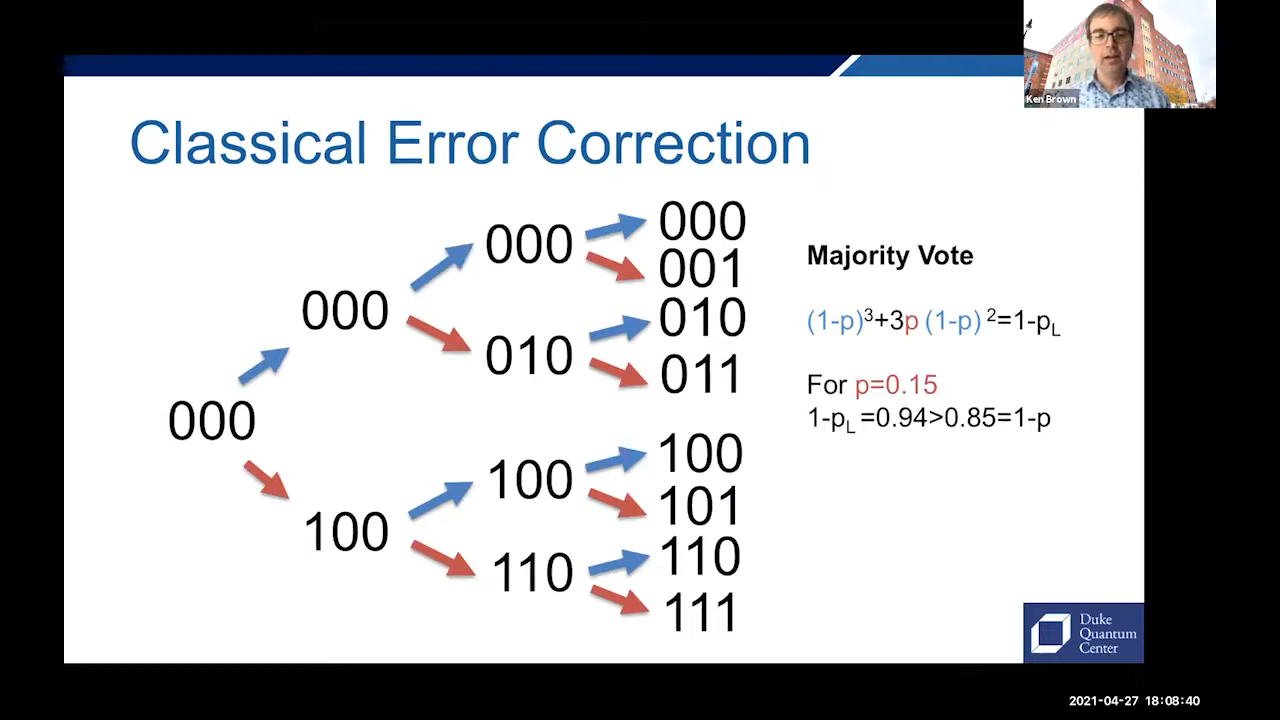 Ken Brown
Classical Error Correction
000
000
100
000
010
100
110
000
001
010
011
100
101
110
111
Majority Vote
(1-p)³+3p (1-p) ²=1-pL
For p=0.15
1-pL =0.94>0.85=1-p
Duke
Quantum
Center
2021-04-27 18:08:40